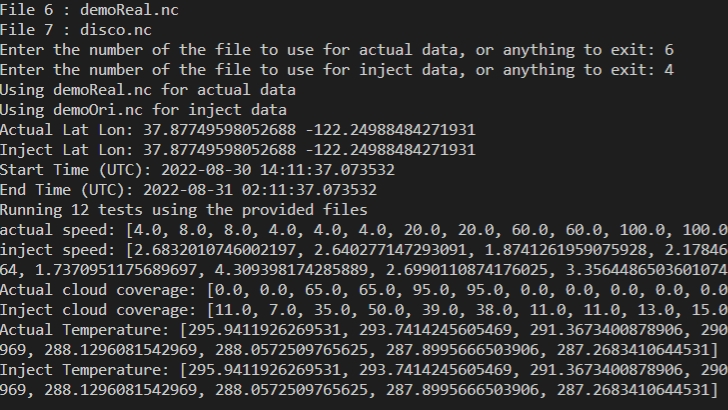 File 6 : demoReal.nc
File 7 : disco.nc
Enter the number of the file to use for actual data, or anything to exit: 6
Enter the number of the file to use for inject data, or anything to exit: 4
Using demoReal.nc for actual data
Using demoOri.nc for inject data
Actual Lat Lon: 37.87749598052688 -122.24988484271931
Inject Lat Lon: 37.87749598052688 -122.24988484271931
Start Time (UTC): 2022-08-30 14:11:37.073532
End Time (UTC): 2022-08-31 02:11:37.073532
Running 12 tests using the provided files
actual speed: [4.0, 8.0, 8.0, 4.0, 4.0, 4.0, 20.0, 20.0, 60.0, 60.0, 100.0, 100.0
inject speed: [2.6832010746002197, 2.640277147293091, 1.8741261959075928, 2.17846
64, 1.7370951175689697, 4.309398174285889, 2.6990110874176025, 3.3564486503601074
Actual cloud coverage: [0.0, 0.0, 65.0, 65.0, 95.0, 95.0, 0.0, 0.0, 0.0, 0.0, 0.0
Inject cloud coverage: [11.0, 7.0, 35.0, 50.0, 39.0, 38.0, 11.0, 11.0, 13.0, 15.0
Actual Temperature: [295.9411926269531, 293.7414245605469, 291.3673400878906, 290
969, 288.1296081542969, 288.0572509765625, 287.8995666503906, 287.2683410644531]
Inject Temperature: [295.9411926269531, 293.7414245605469, 291.3673400878906, 290
969, 288.1296081542969, 288.0572509765625, 287.8995666503906, 287.2683410644531]